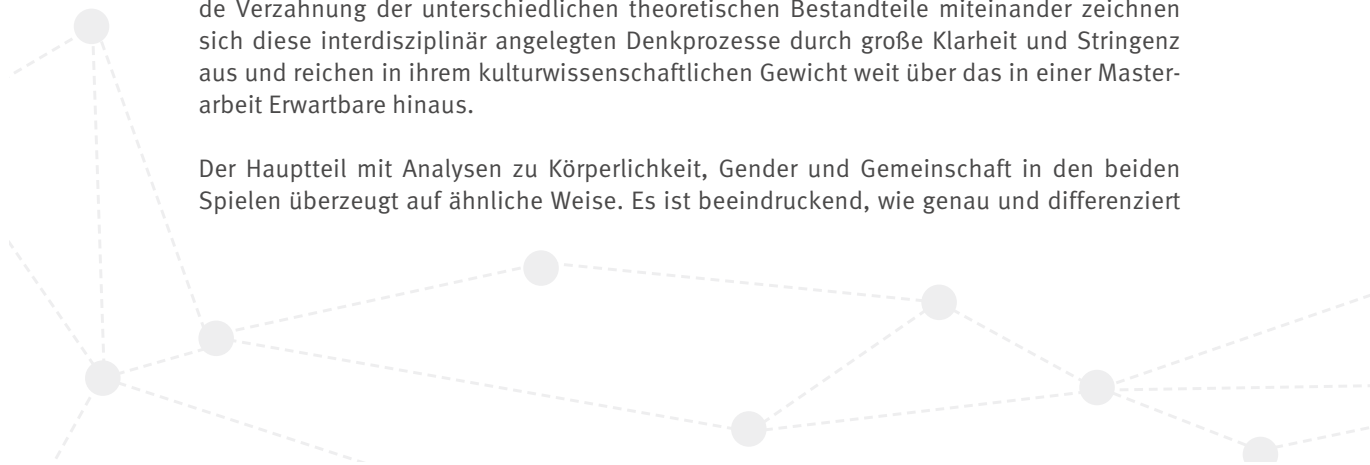 de Verzahnung der unterschiedlichen theoretischen Bestandteile miteinander zeichnen
sich diese interdisziplinär angelegten Denkprozesse durch große Klarheit und Stringenz
aus und reichen in ihrem kulturwissenschaftlichen Gewicht weit über das in einer Master-
arbeit Erwartbare hinaus.
Der Hauptteil mit Analysen zu Körperlichkeit, Gender und Gemeinschaft in den beiden
Spielen überzeugt auf ähnliche Weise. Es ist beeindruckend, wie genau und differenziert